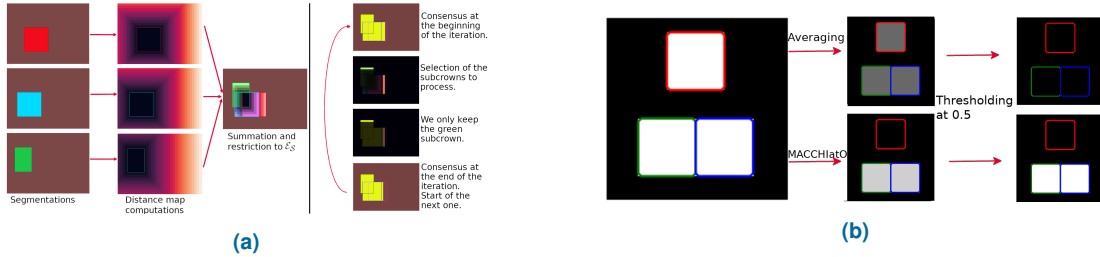 Segmentations
Distance map
computations
Summation and
restriction to ℰ_𝒮
Consensus at
the beginning
of the iteration.
Selection of the
subcrowns to
process.
We only keep
the green
subcrown.
Consensus at
the end of the
iteration.
Start of the
next one.
(a)
Averaging
MACCHIatO
Thresholding
at 0.5
(b)